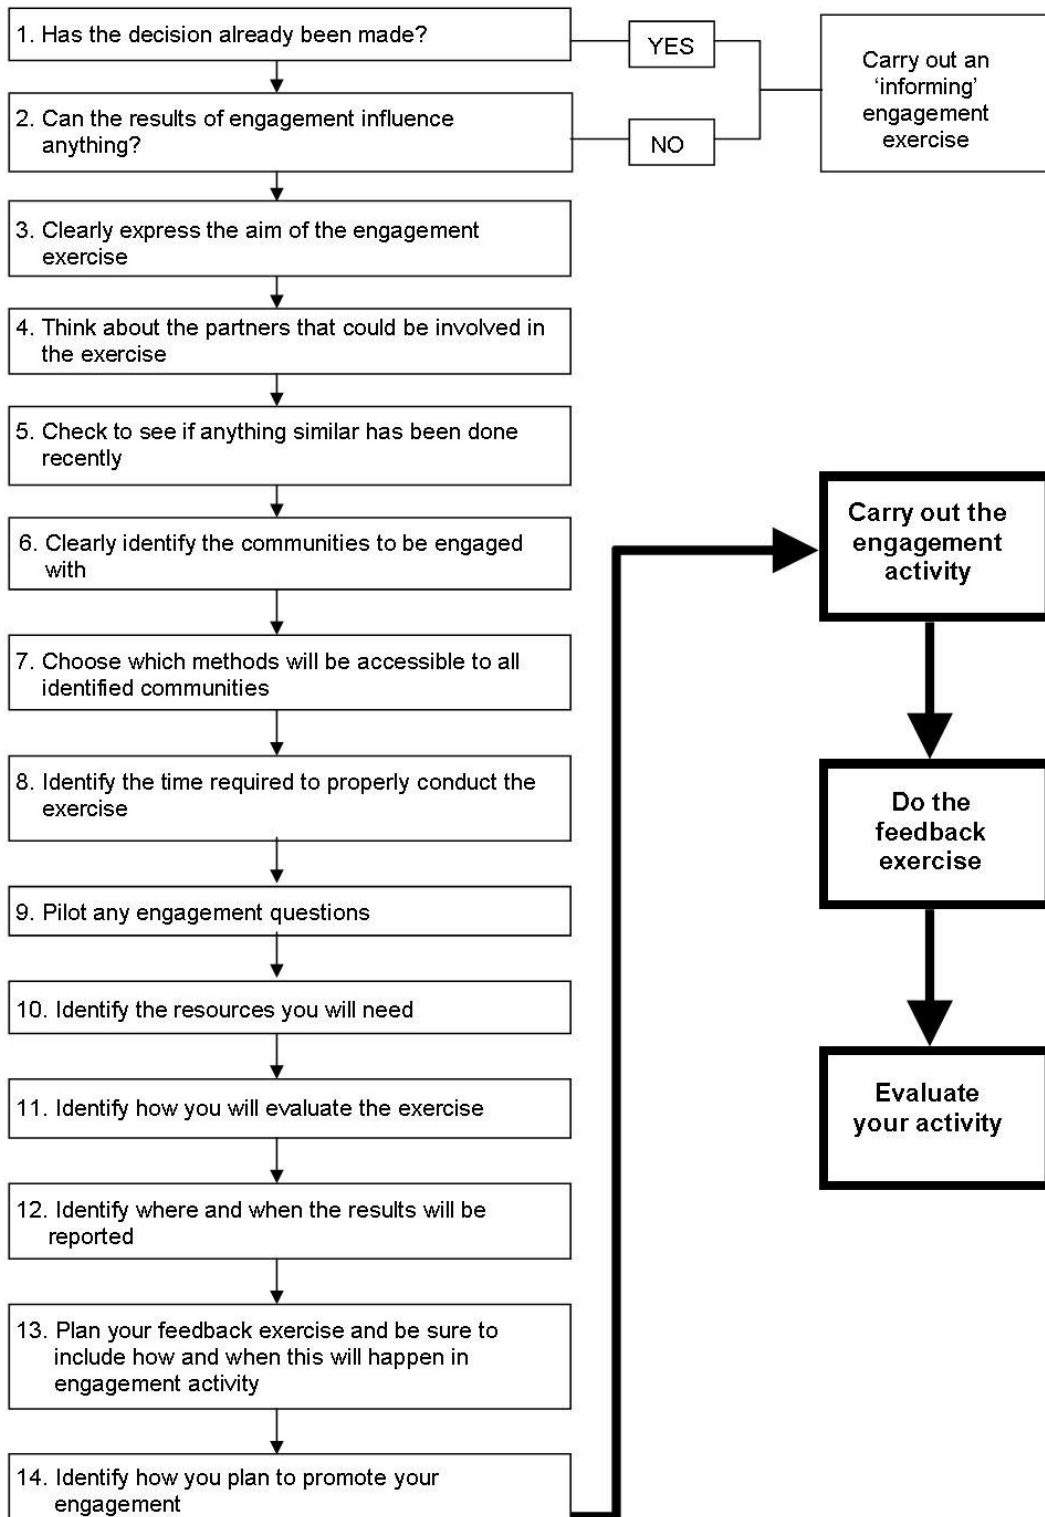 1. Has the decision already been made?
YES
2. Can the results of engagement influence
anything?
NO
Carry out an
‘informing’
engagement
exercise
3. Clearly express the aim of the engagement
exercise
4. Think about the partners that could be involved in
the exercise
5. Check to see if anything similar has been done
recently
6. Clearly identify the communities to be engaged
with
7. Choose which methods will be accessible to all
identified communities
8. Identify the time required to properly conduct the
exercise
9. Pilot any engagement questions
10. Identify the resources you will need
11. Identify how you will evaluate the exercise
12. Identify where and when the results will be
reported
13. Plan your feedback exercise and be sure to
include how and when this will happen in
engagement activity
14. Identify how you plan to promote your
engagement
Carry out the
engagement
activity
Do the
feedback
exercise
Evaluate
your activity